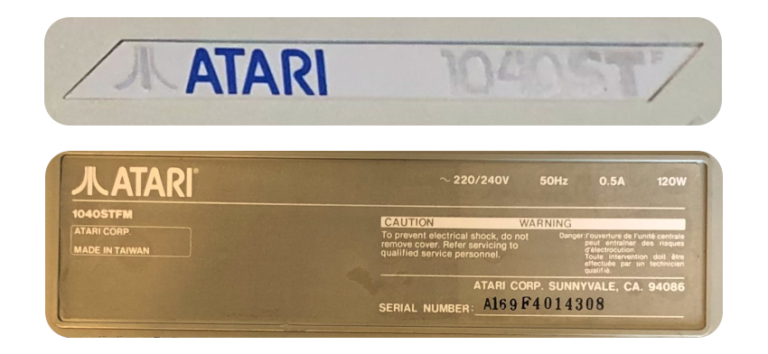 ATARI 1040STF
ATARI®
~ 220/240V 50Hz 0.5A 120W
1040STFM
ATARI CORP.
MADE IN TAIWAN
CAUTION WARNING
To prevent electrical shock, do not
remove cover. Refer servicing to
qualified service personnel.
Danger:l'ouverture de l'unité centrale
peut entraîner des risques
d'électrocution.
Toute intervention doit être
effectuée par un technicien
qualifié.
ATARI CORP. SUNNYVALE, CA. 94086
SERIAL NUMBER: A169F4014308